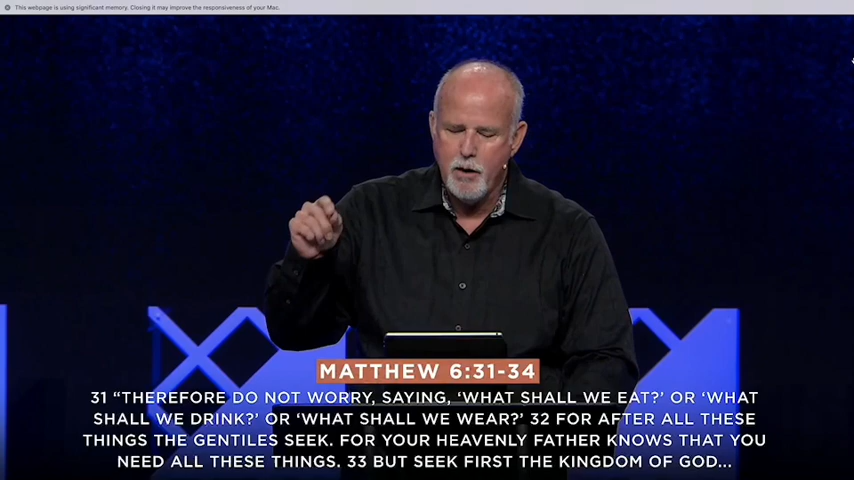 This webpage is using significant memory. Closing it may improve the responsiveness of your Mac.
MATTHEW 6:31-34
31 “THEREFORE DO NOT WORRY, SAYING, ‘WHAT SHALL WE EAT?’ OR ‘WHAT
SHALL WE DRINK?’ OR ‘WHAT SHALL WE WEAR?’ 32 FOR AFTER ALL THESE
THINGS THE GENTILES SEEK. FOR YOUR HEAVENLY FATHER KNOWS THAT YOU
NEED ALL THESE THINGS. 33 BUT SEEK FIRST THE KINGDOM OF GOD...